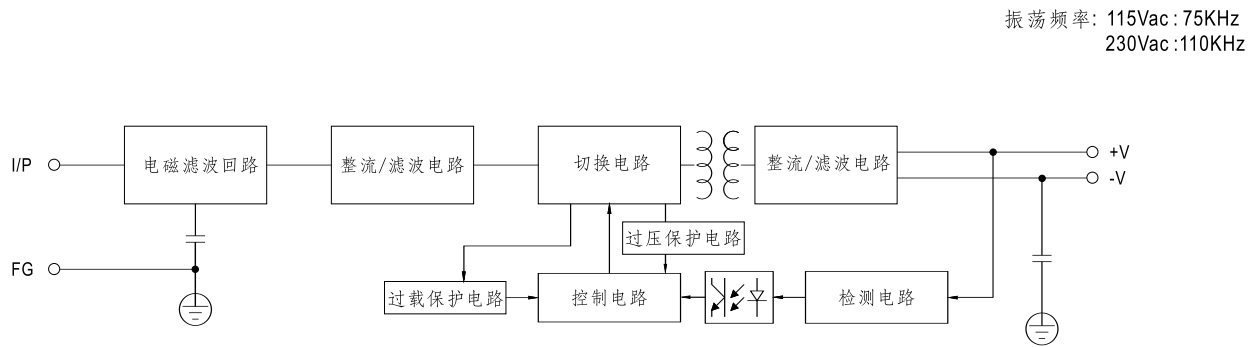 振荡频率: 115Vac : 75KHz
230Vac :110KHz
I/P
电磁滤波回路
整流/滤波电路
切换电路
整流/滤波电路
+V
-V
过压保护电路
FG
过载保护电路
控制电路
检测电路